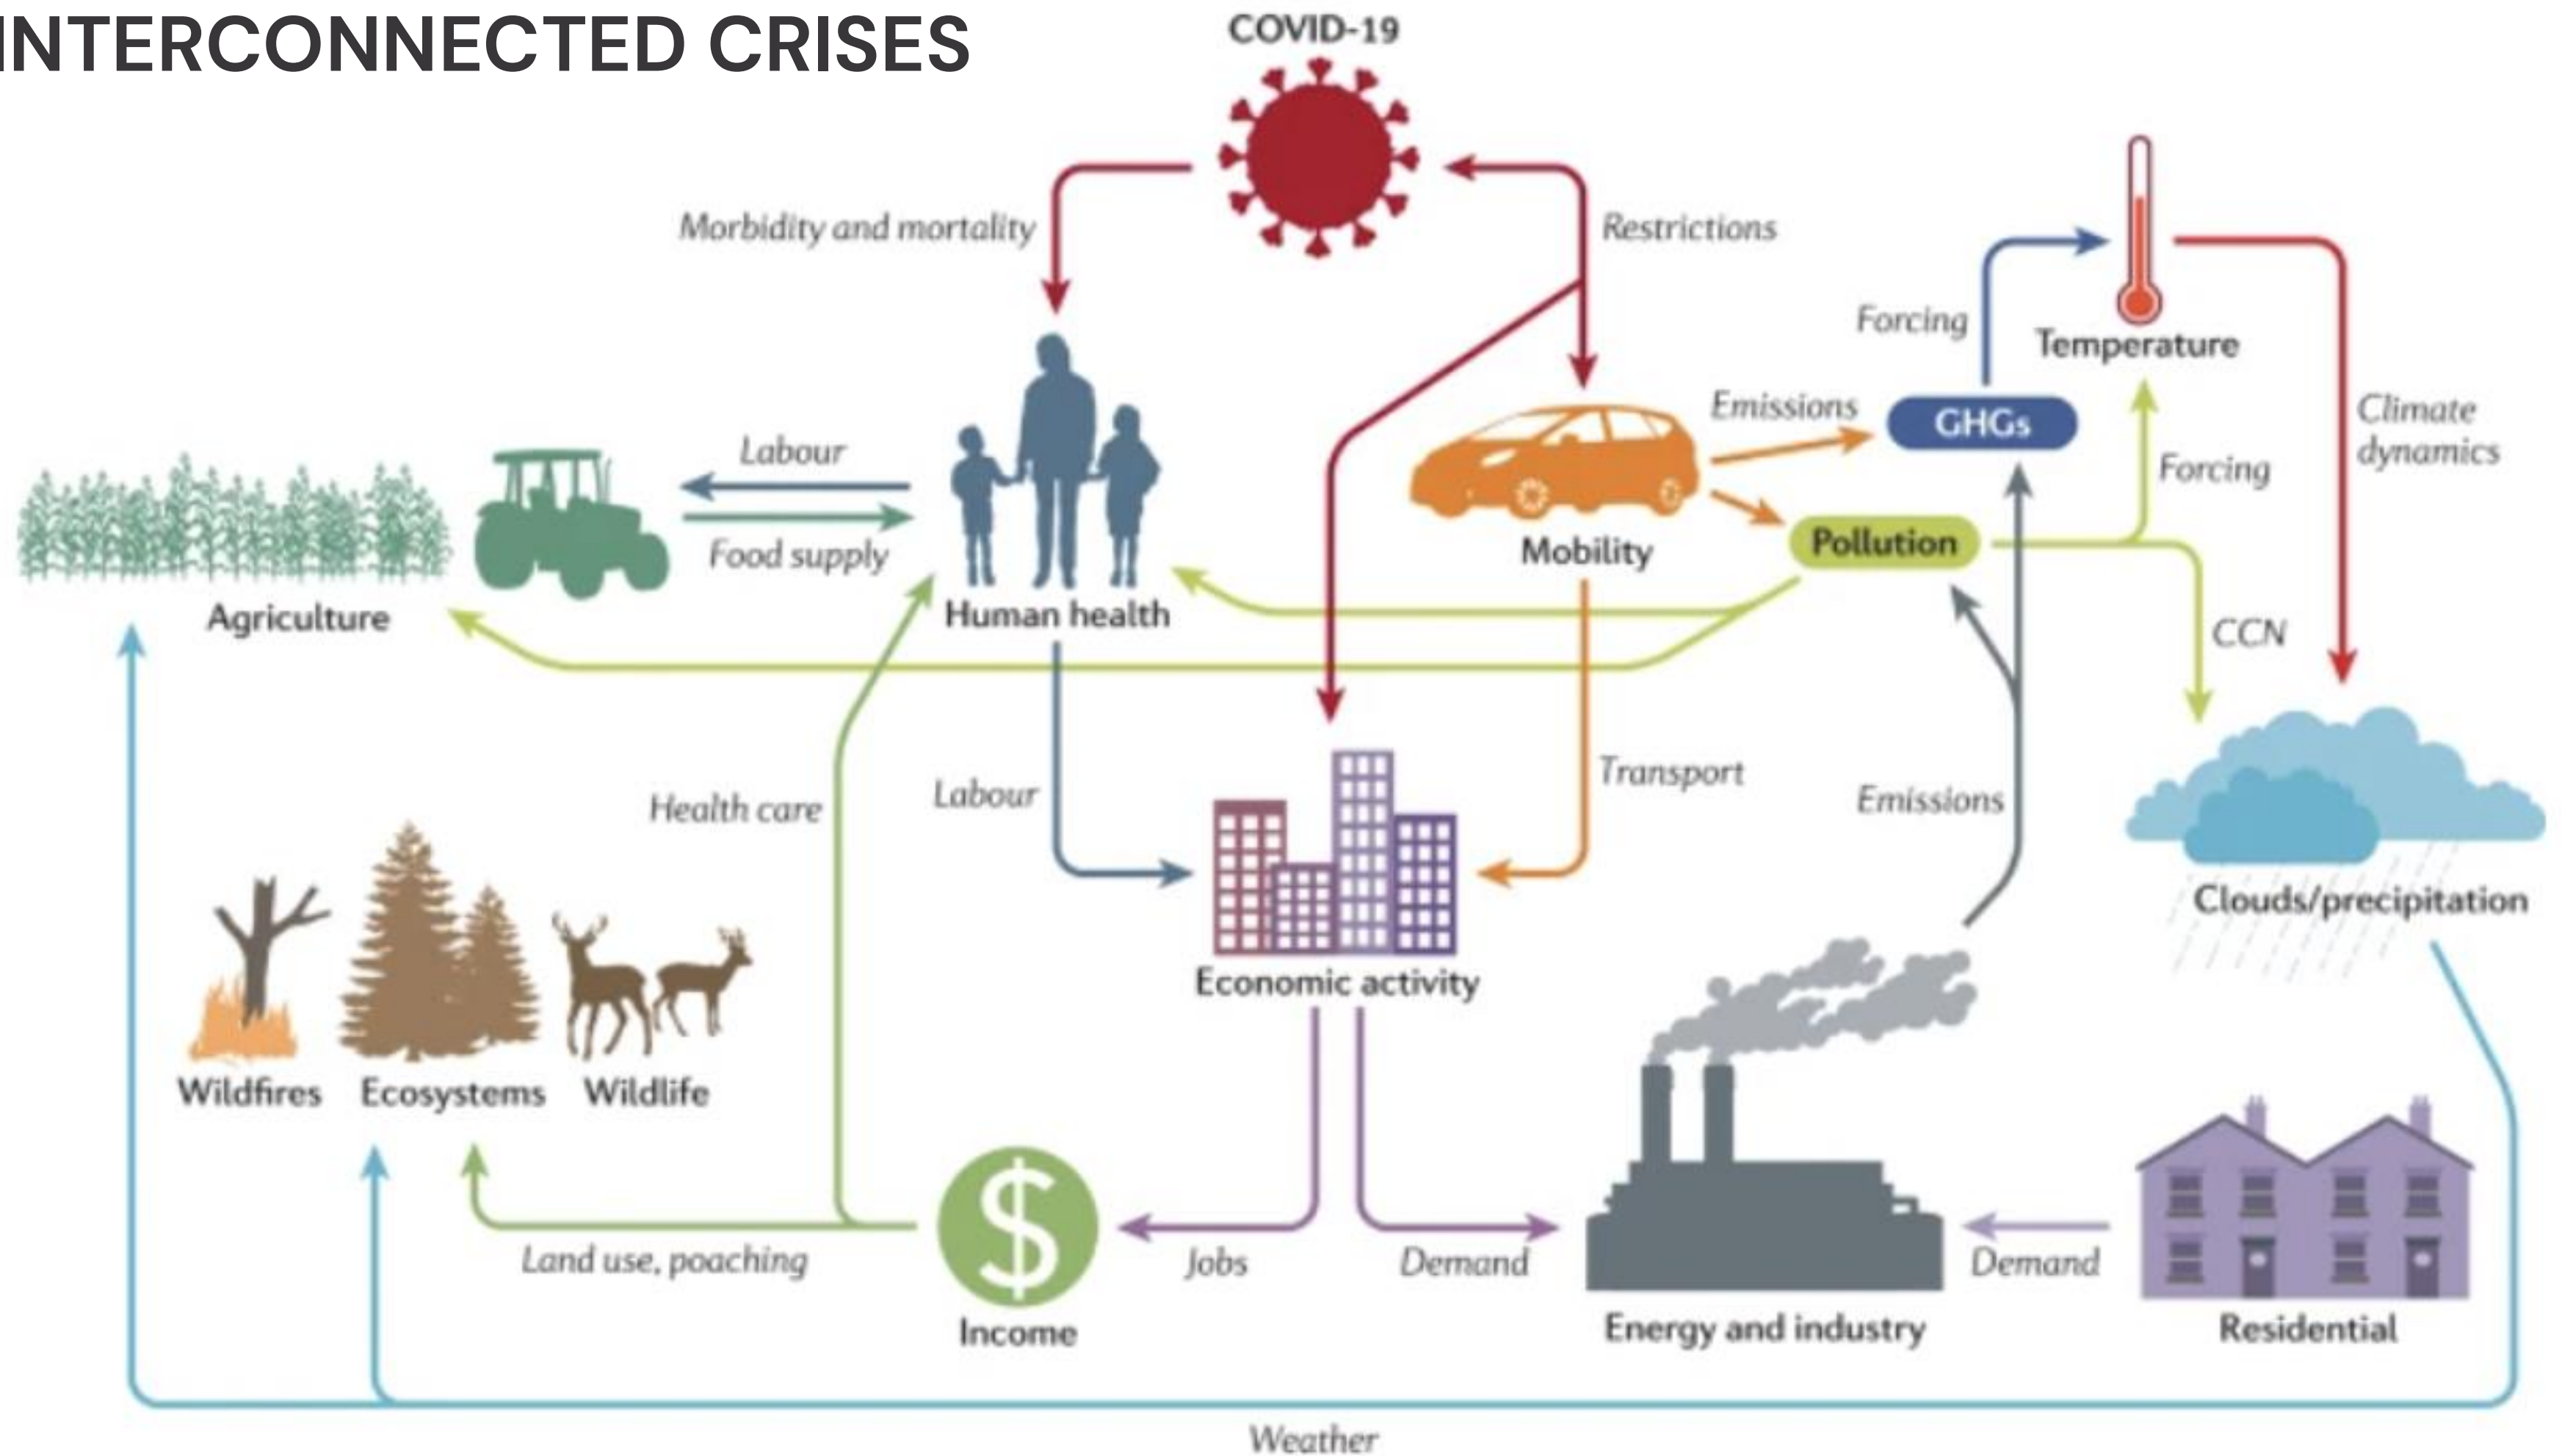 INTERCONNECTED CRISES
COVID-19
Morbidity and mortality
Restrictions
Forcing
Temperature
Emissions
GHGs
Climate
dynamics
Labour
Forcing
Food supply
Mobility
Pollution
Agriculture
Human health
CCN
Transport
Health care
Labour
Emissions
Clouds/precipitation
Economic activity
Wildfires
Ecosystems
Wildlife
$
Land use, poaching
Jobs
Demand
Demand
Income
Energy and industry
Residential
Weather